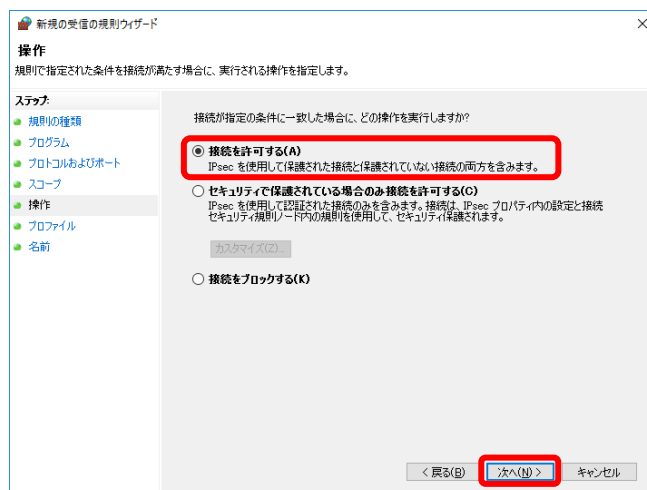 新規の受信の規則ウィザード
操作
規則で指定された条件を接続が満たす場合に、実行される操作を指定します。
ステップ:
規則の種類
プログラム
プロトコルおよびポート
スコープ
操作
プロファイル
名前
接続が指定の条件に一致した場合に、どの操作を実行しますか?
接続を許可する(A)
IPsec を使用して保護された接続と保護されていない接続の両方を含みます。
セキュリティで保護されている場合のみ接続を許可する(C)
IPsec を使用して認証された接続のみを含みます。接続は、IPsec プロパティ内の設定と接続
セキュリティ規則ノード内の規則を使用して、セキュリティ保護されます。
カスタマイズ(Z)...
接続をブロックする(K)
< 戻る(B)
次へ(N) >
キャンセル